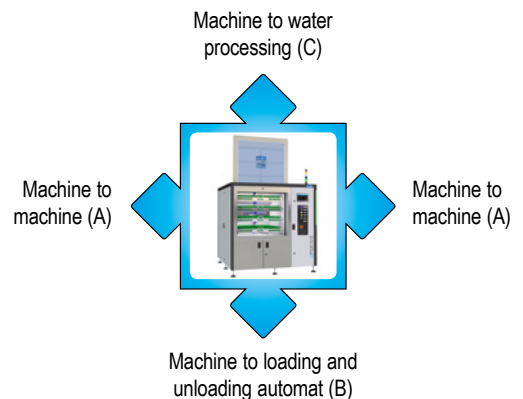 Machine to water
processing (C)
Machine to
machine (A)
Machine to
machine (A)
Machine to loading and
unloading automat (B)